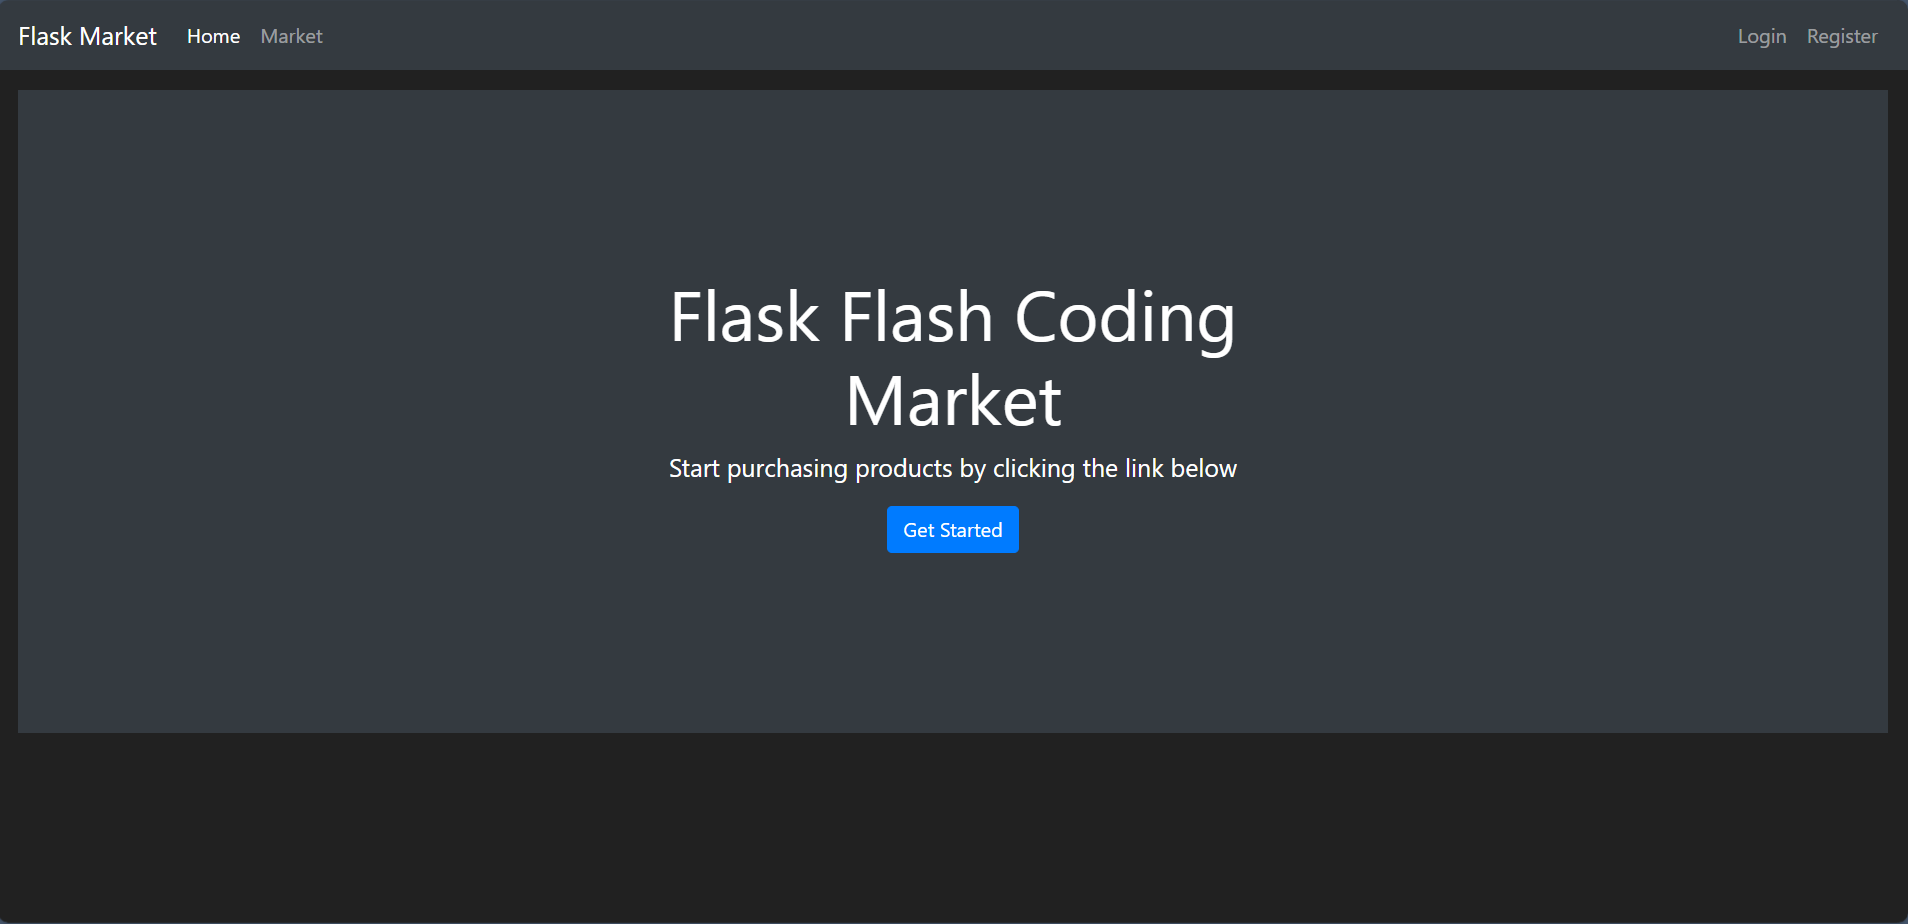 Flask Market Home Market Login Register
Flask Flash Coding
Market
Start purchasing products by clicking the link below
Get Started